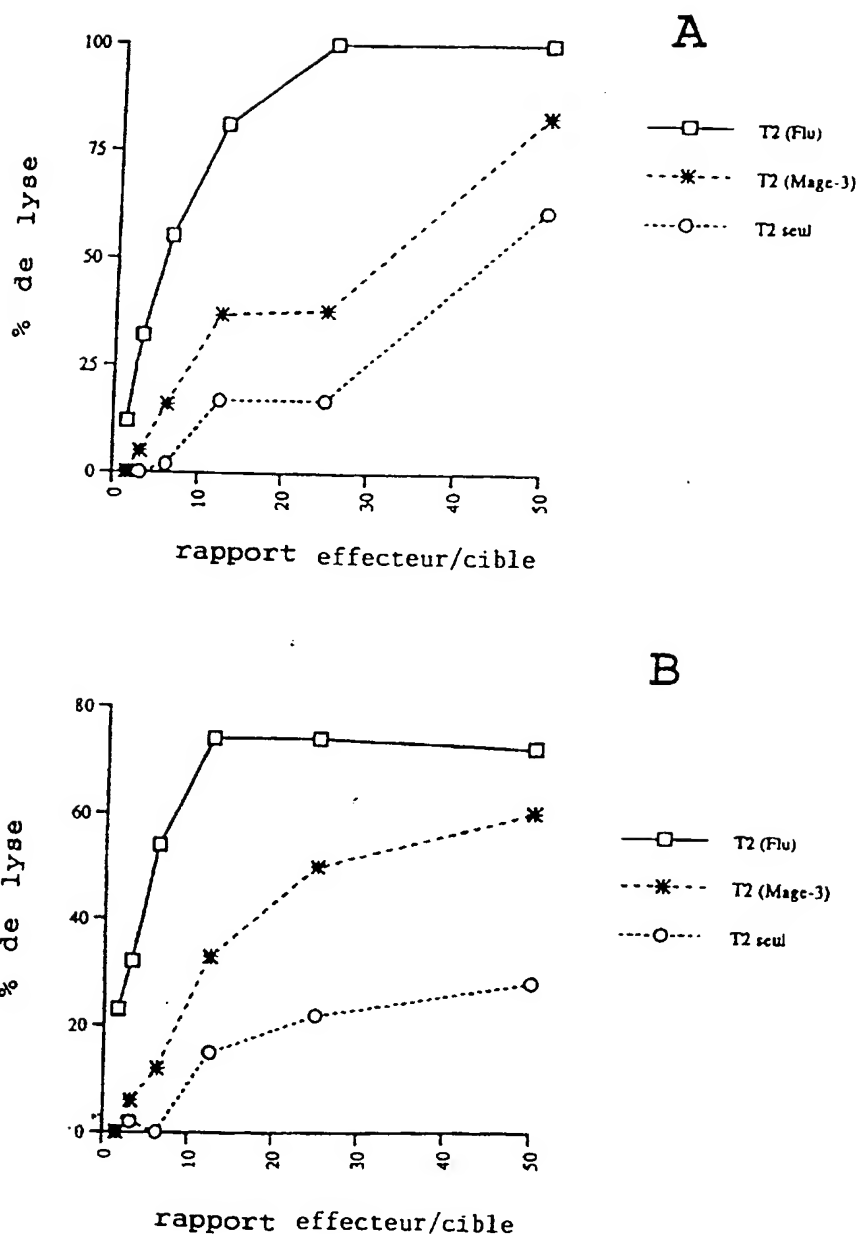 A
100
75
50
25
0
% de lyse
0
10
20
30
40
50
rapport effecteur/cible
T2 (Flu)
T2 (Mage-3)
T2 seul
B
80
60
40
20
0
% de lyse
0
10
20
30
40
50
rapport effecteur/cible
T2 (Flu)
T2 (Mage-3)
T2 seul